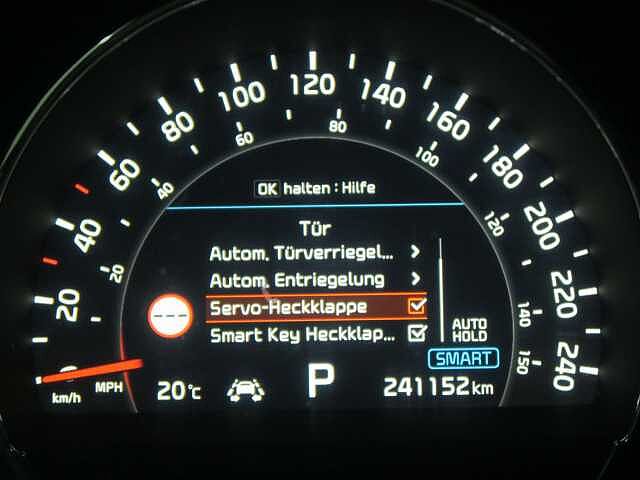 120
100
140
80
160
60
180
40
200
20
220
240
80
60
100
40
120
20
140
150
km/h
MPH
OK halten : Hilfe
Tür
Autom. Türverriegel...
Autom. Entriegelung
Servo-Heckklappe
Smart Key Heckklap...
---
AUTO
HOLD
SMART
20°C
P
241152 km